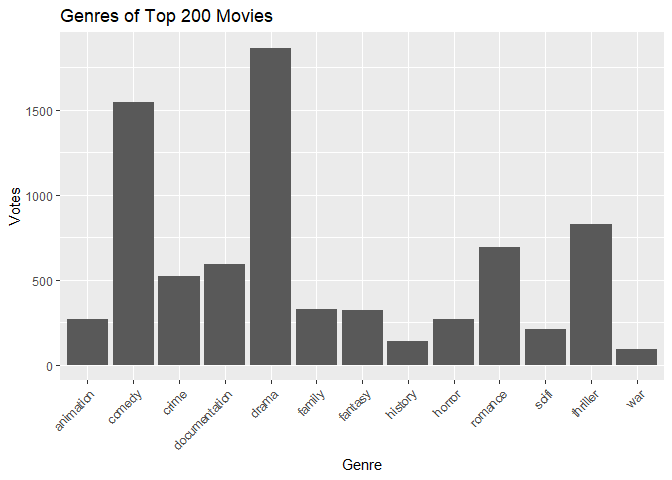 Genres of Top 200 Movies
Votes
1500
1000
500
0
animation
comedy
crime
documentation
drama
family
fantasy
history
horror
romance
scifi
thriller
war
Genre